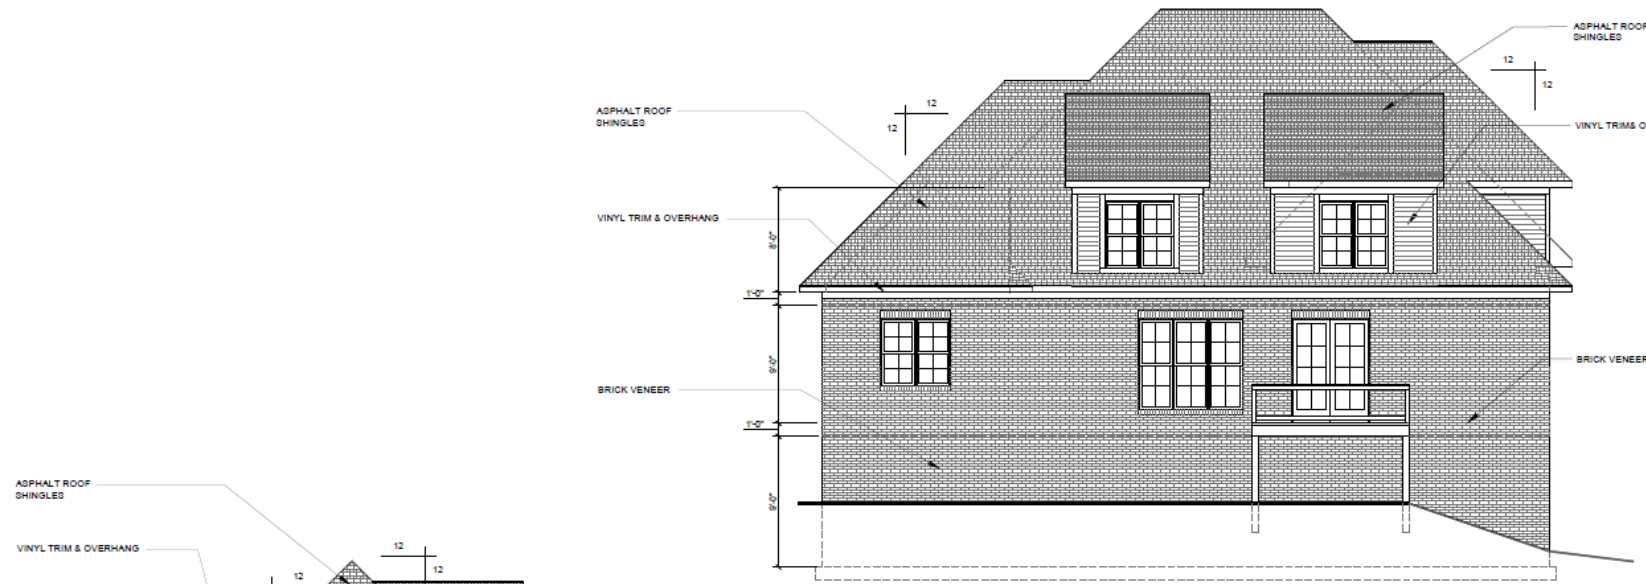 ASPHALT ROOF
SHINGLES
12
12
12
12
ASPHALT ROOF
SHINGLES
VINYL TRIM& O
VINYL TRIM & OVERHANG
8'-0"
1'-0"
9'-0"
BRICK VENEER
BRICK VENEER
1'-0"
9'-0"
ASPHALT ROOF
SHINGLES
VINYL TRIM & OVERHANG
12
12
12